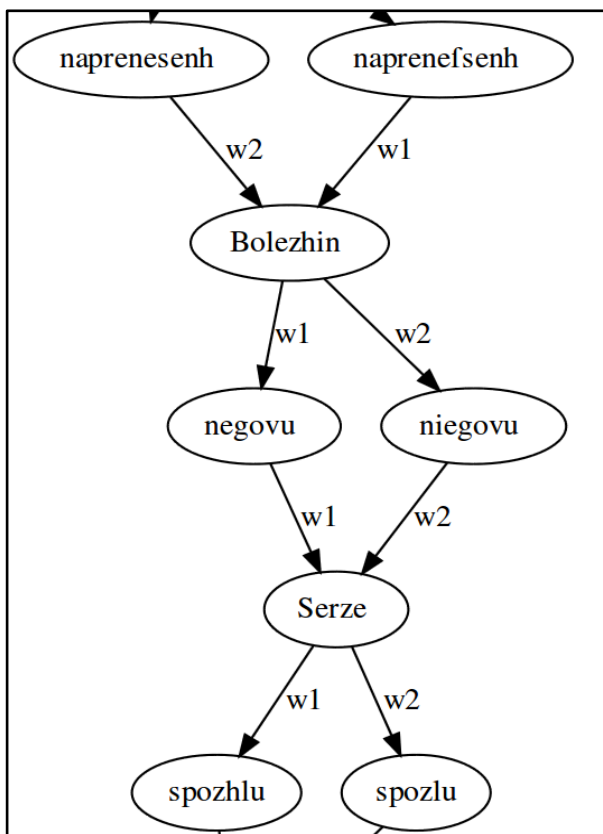 naprenesenh naprenefsenh
w2 w1
Bolezhin
w1 w2
negovu niegovu
w1 w2
Serze
w1 w2
spozhlu spozlu